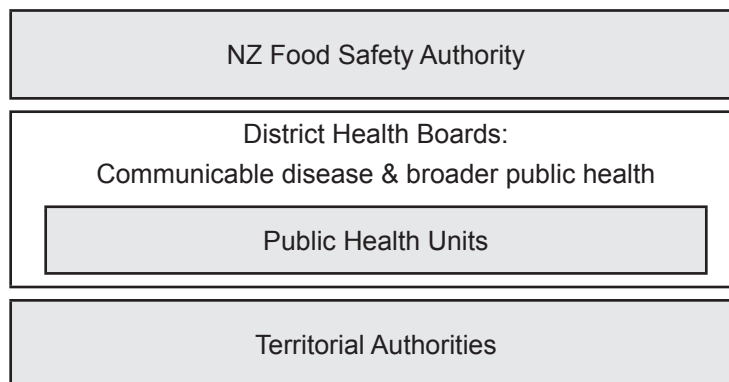 NZ Food Safety Authority
District Health Boards:
Communicable disease & broader public health
Public Health Units
Territorial Authorities